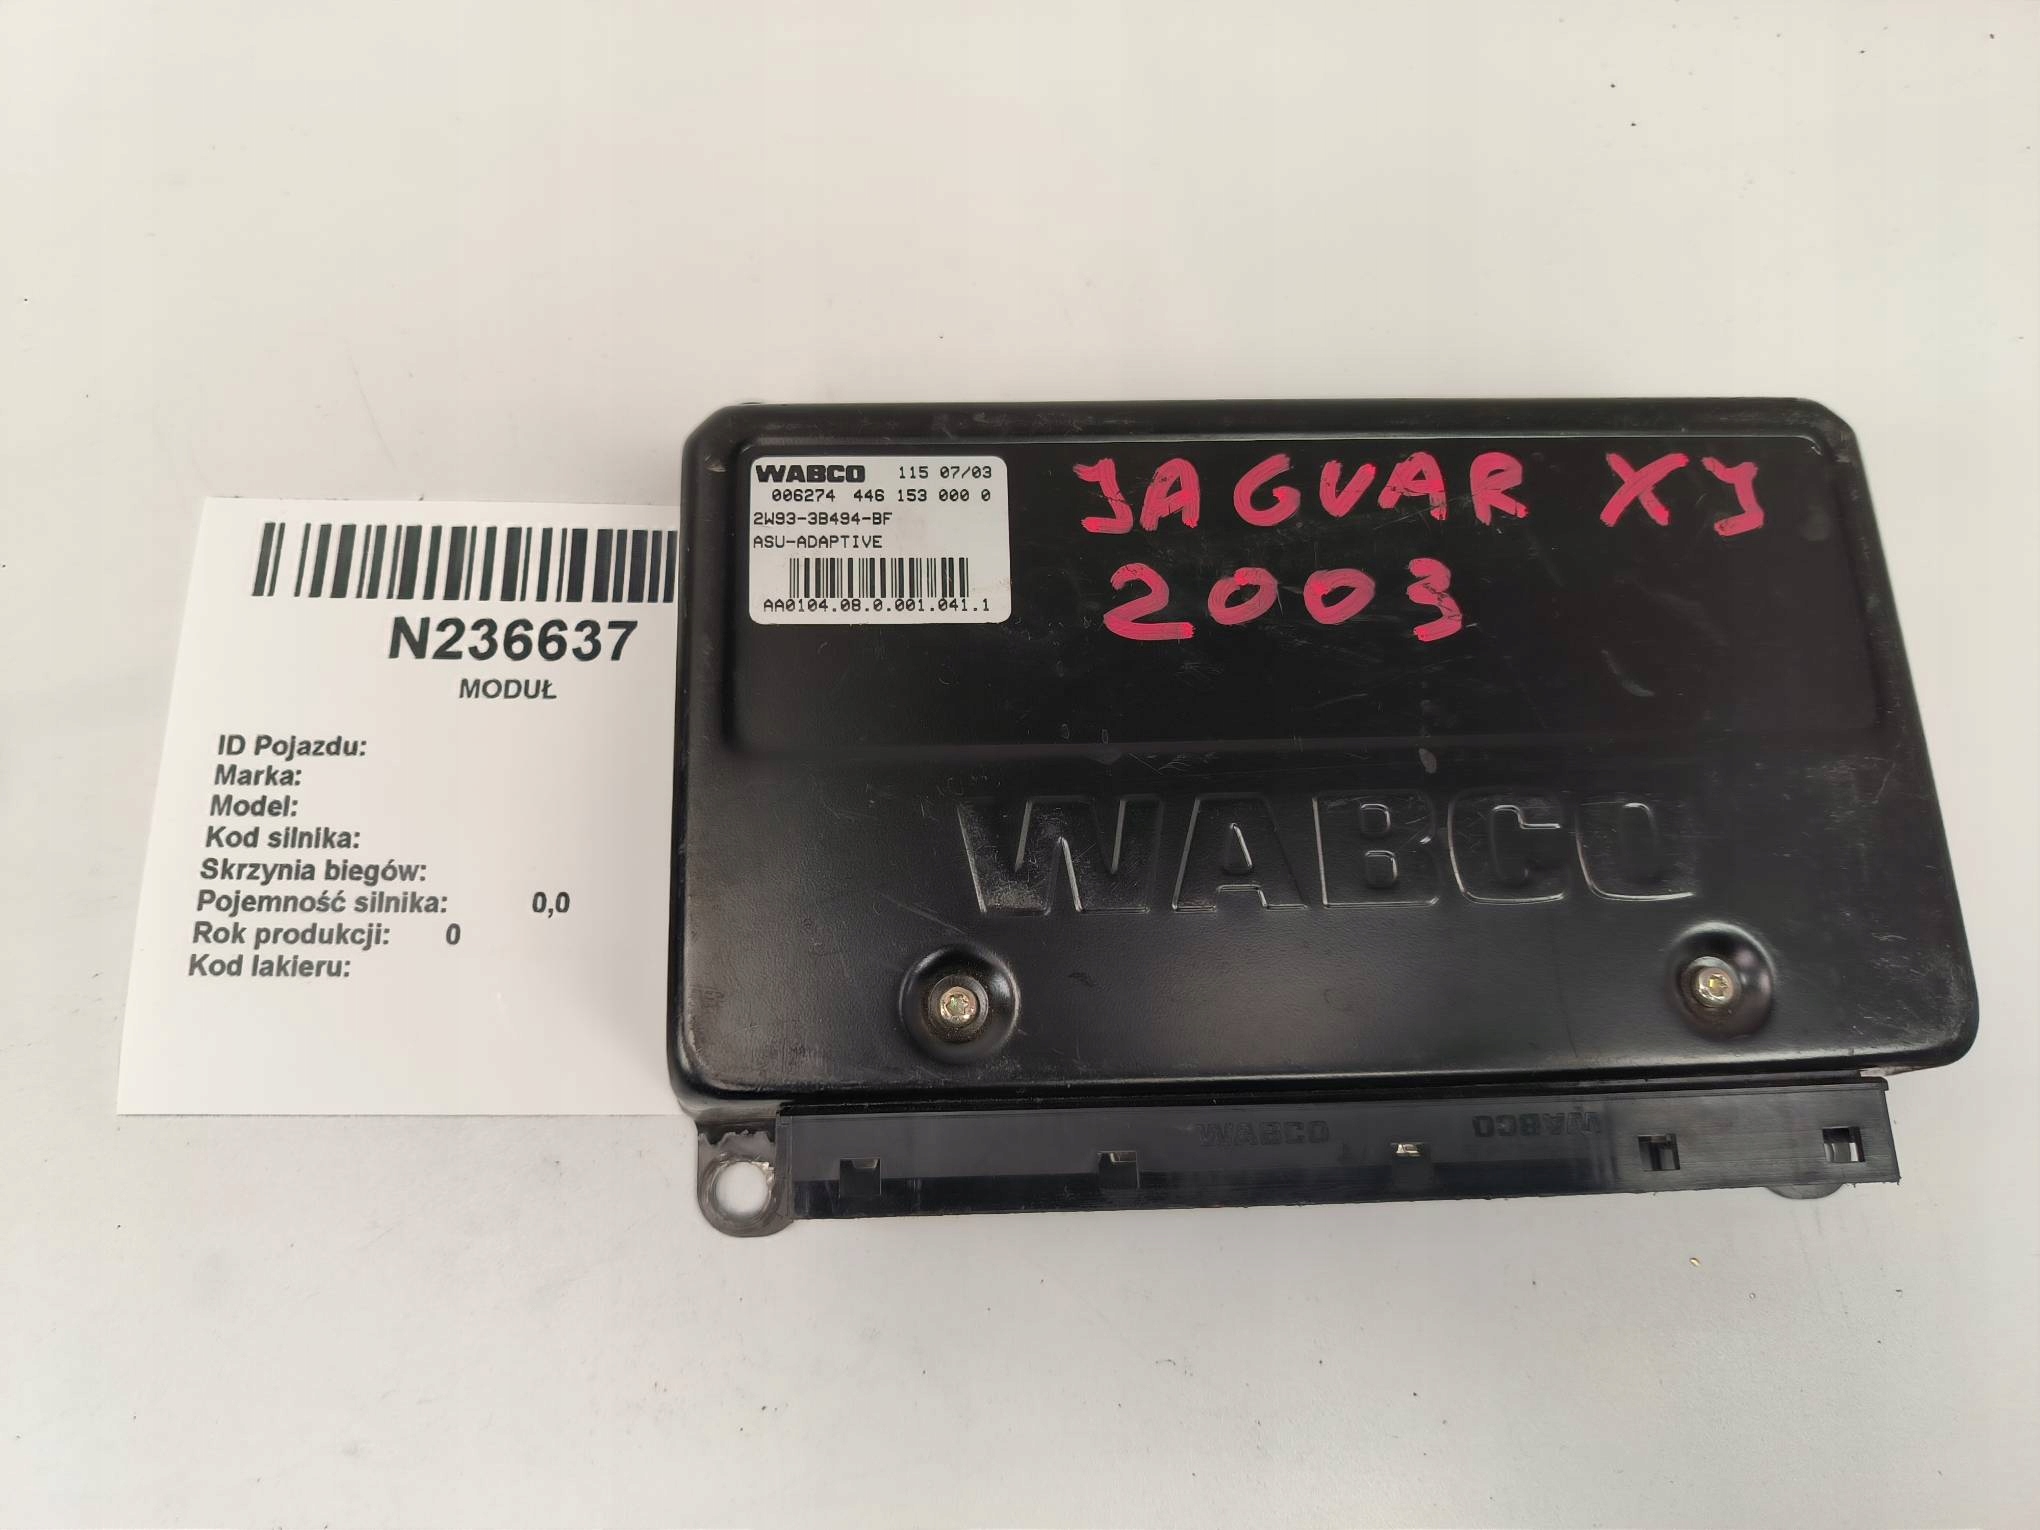 WABCO 115 07/03
006274 446 153 000 0
2W93-3B494-BF
ASU-ADAPTIVE
AA0104.08.0.001.041.1
JAGUAR XJ
2003
N236637
MODUŁ
ID Pojazdu:
Marka:
Model:
Kod silnika:
Skrzynia biegów:
Pojemność silnika: 0,0
Rok produkcji: 0
Kod lakieru:
WABCO
WABCO WABCO